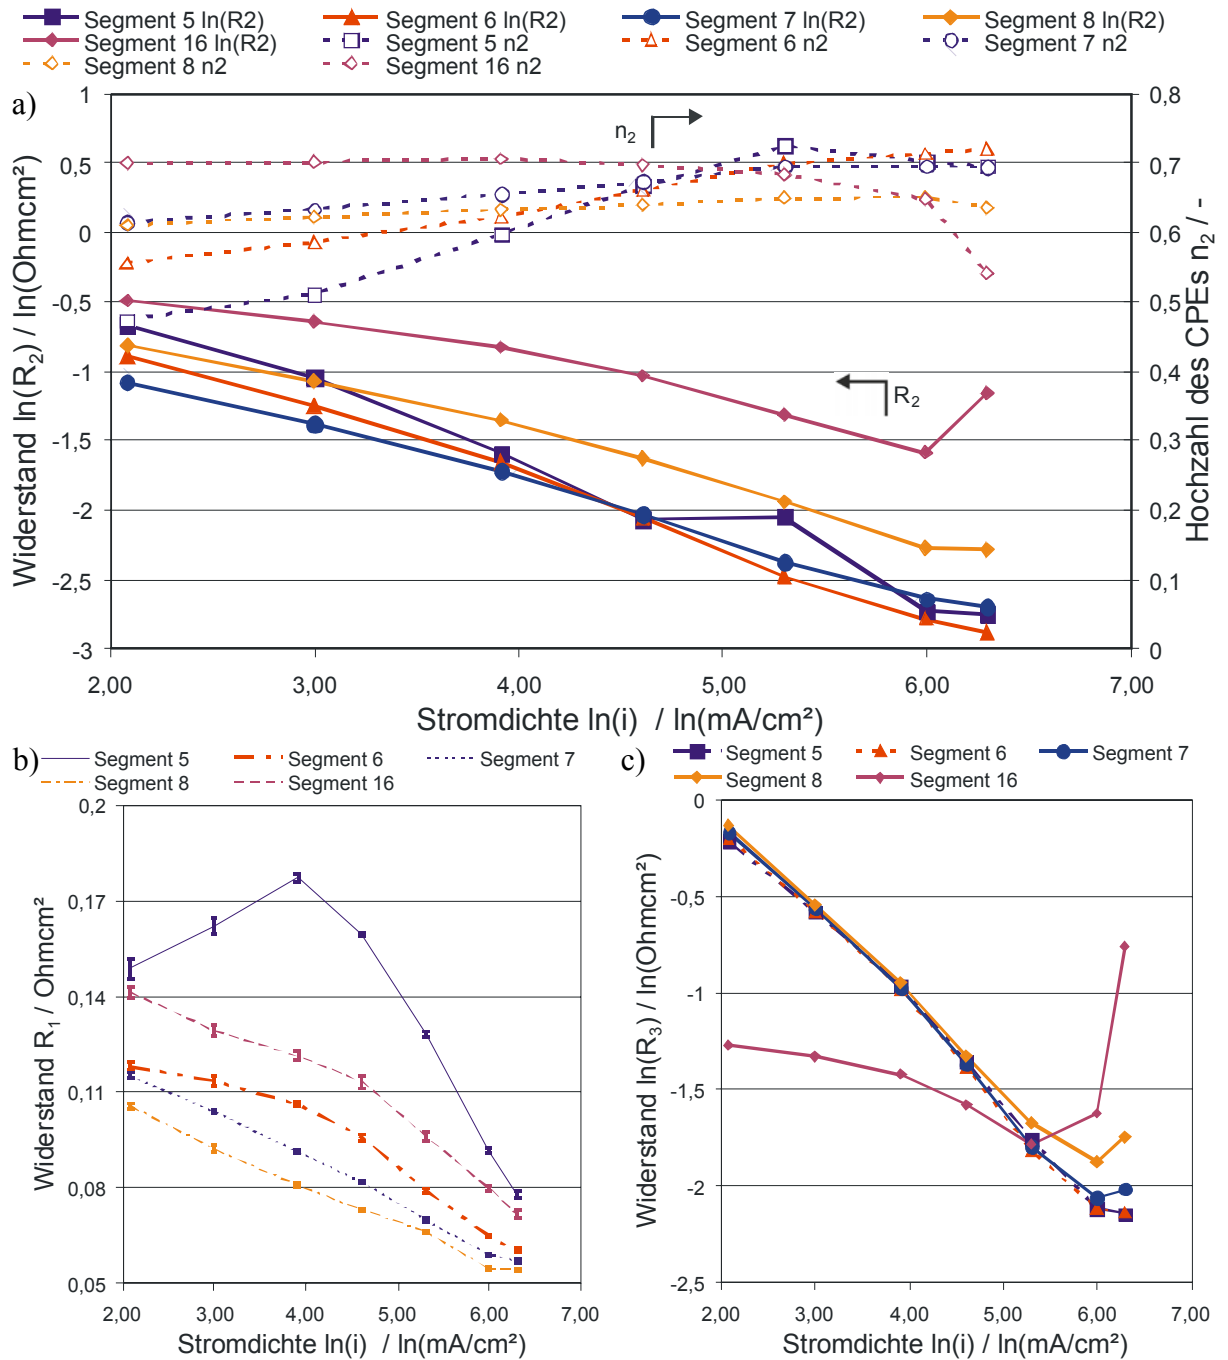 Segment 5 ln(R2) Segment 6 ln(R2) Segment 7 ln(R2) Segment 8 ln(R2)
Segment 16 ln(R2) Segment 5 n2 Segment 6 n2 Segment 7 n2
Segment 8 n2 Segment 16 n2
a)
Widerstand ln(R₂) / ln(Ohmcm²)
1
0,5
0
-0,5
-1
-1,5
-2
-2,5
-3
n₂
R₂
0,8
0,7
0,6
0,5
0,4
0,3
0,2
0,1
0
Hochzahl des CPEs n₂ / -
2,00 3,00 4,00 5,00 6,00 7,00
Stromdichte ln(i) / ln(mA/cm²)
b)
Segment 5 Segment 6 Segment 7
Segment 8 Segment 16
Widerstand R₁ / Ohmcm²
0,2
0,17
0,14
0,11
0,08
0,05
2,00 3,00 4,00 5,00 6,00 7,00
Stromdichte ln(i) / ln(mA/cm²)
c)
Segment 5 Segment 6 Segment 7
Segment 8 Segment 16
Widerstand ln(R₃) / ln(Ohmcm²)
0
-0,5
-1
-1,5
-2
-2,5
2,00 3,00 4,00 5,00 6,00 7,00
Stromdichte ln(i) / ln(mA/cm²)